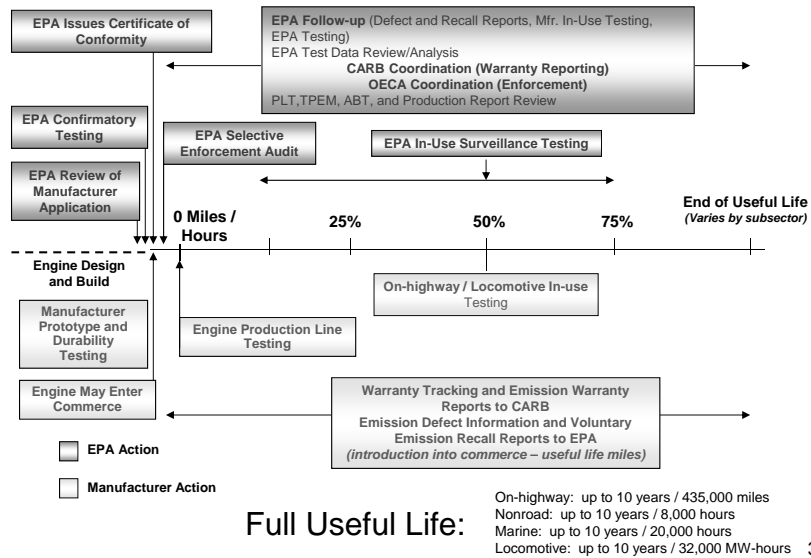 EPA Issues Certificate of
Conformity
EPA Follow-up (Defect and Recall Reports, Mfr. In-Use Testing,
EPA Testing)
EPA Test Data Review/Analysis
CARB Coordination (Warranty Reporting)
OECA Coordination (Enforcement)
PLT,TPEM, ABT, and Production Report Review
EPA Confirmatory
Testing
EPA Selective
Enforcement Audit
EPA In-Use Surveillance Testing
EPA Review of
Manufacturer
Application
0 Miles /
Hours
25%
50%
75%
End of Useful Life
(Varies by subsector)
Engine Design
and Build
Manufacturer
Prototype and
Durability
Testing
Engine Production Line
Testing
On-highway / Locomotive In-use
Testing
Engine May Enter
Commerce
Warranty Tracking and Emission Warranty
Reports to CARB
Emission Defect Information and Voluntary
Emission Recall Reports to EPA
(introduction into commerce – useful life miles)
EPA Action
Manufacturer Action
Full Useful Life:
On-highway: up to 10 years / 435,000 miles
Nonroad: up to 10 years / 8,000 hours
Marine: up to 10 years / 20,000 hours
Locomotive: up to 10 years / 32,000 MW-hours